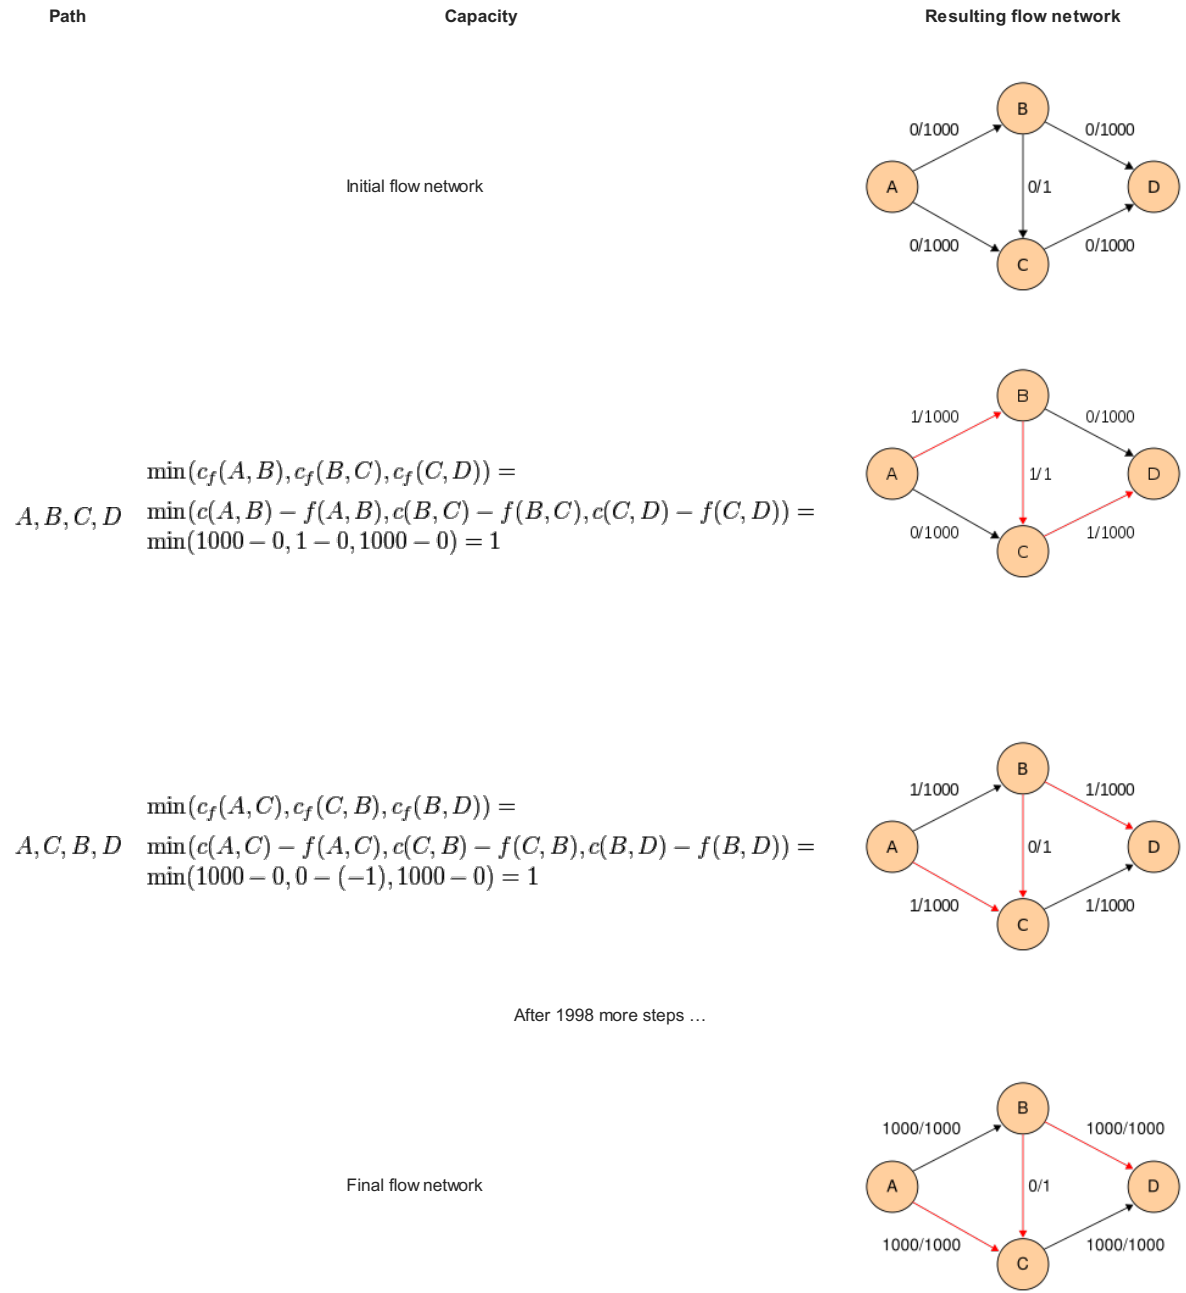 Path Capacity Resulting flow network
B
0/1000 0/1000
Initial flow network A 0/1 D
0/1000 0/1000
C
B
1/1000 0/1000
min(c_f(A, B), c_f(B, C), c_f(C, D)) =
A 1/1 D
A, B, C, D min(c(A, B) − f(A, B), c(B, C) − f(B, C), c(C, D) − f(C, D)) =
min(1000 − 0, 1 − 0, 1000 − 0) = 1
0/1000 1/1000
C
B
1/1000 1/1000
min(c_f(A, C), c_f(C, B), c_f(B, D)) =
A, C, B, D min(c(A, C) − f(A, C), c(C, B) − f(C, B), c(B, D) − f(B, D)) =
A 0/1 D
min(1000 − 0, 0 − (−1), 1000 − 0) = 1
1/1000 1/1000
C
After 1998 more steps …
B
1000/1000 1000/1000
Final flow network A 0/1 D
1000/1000 1000/1000
C